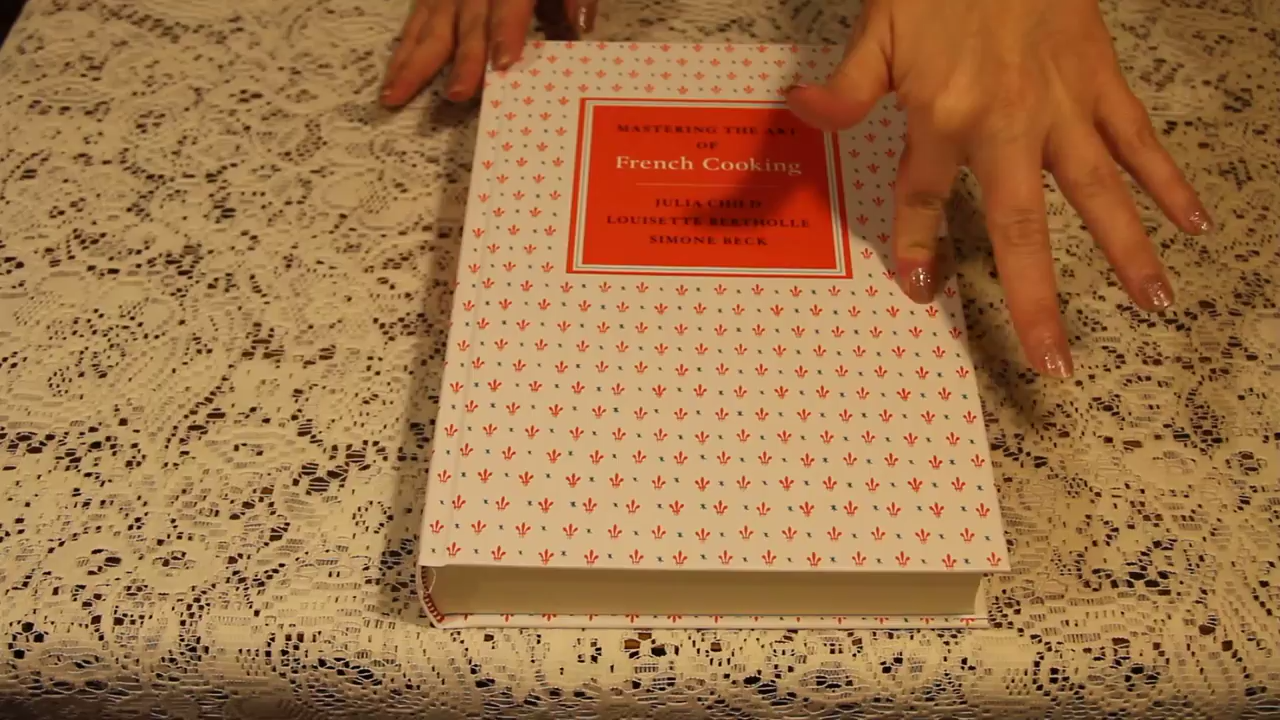 MASTERING THE ART
OF
French Cooking
JULIA CHILD
LOUISETTE BERTHOLLE
SIMONE BECK